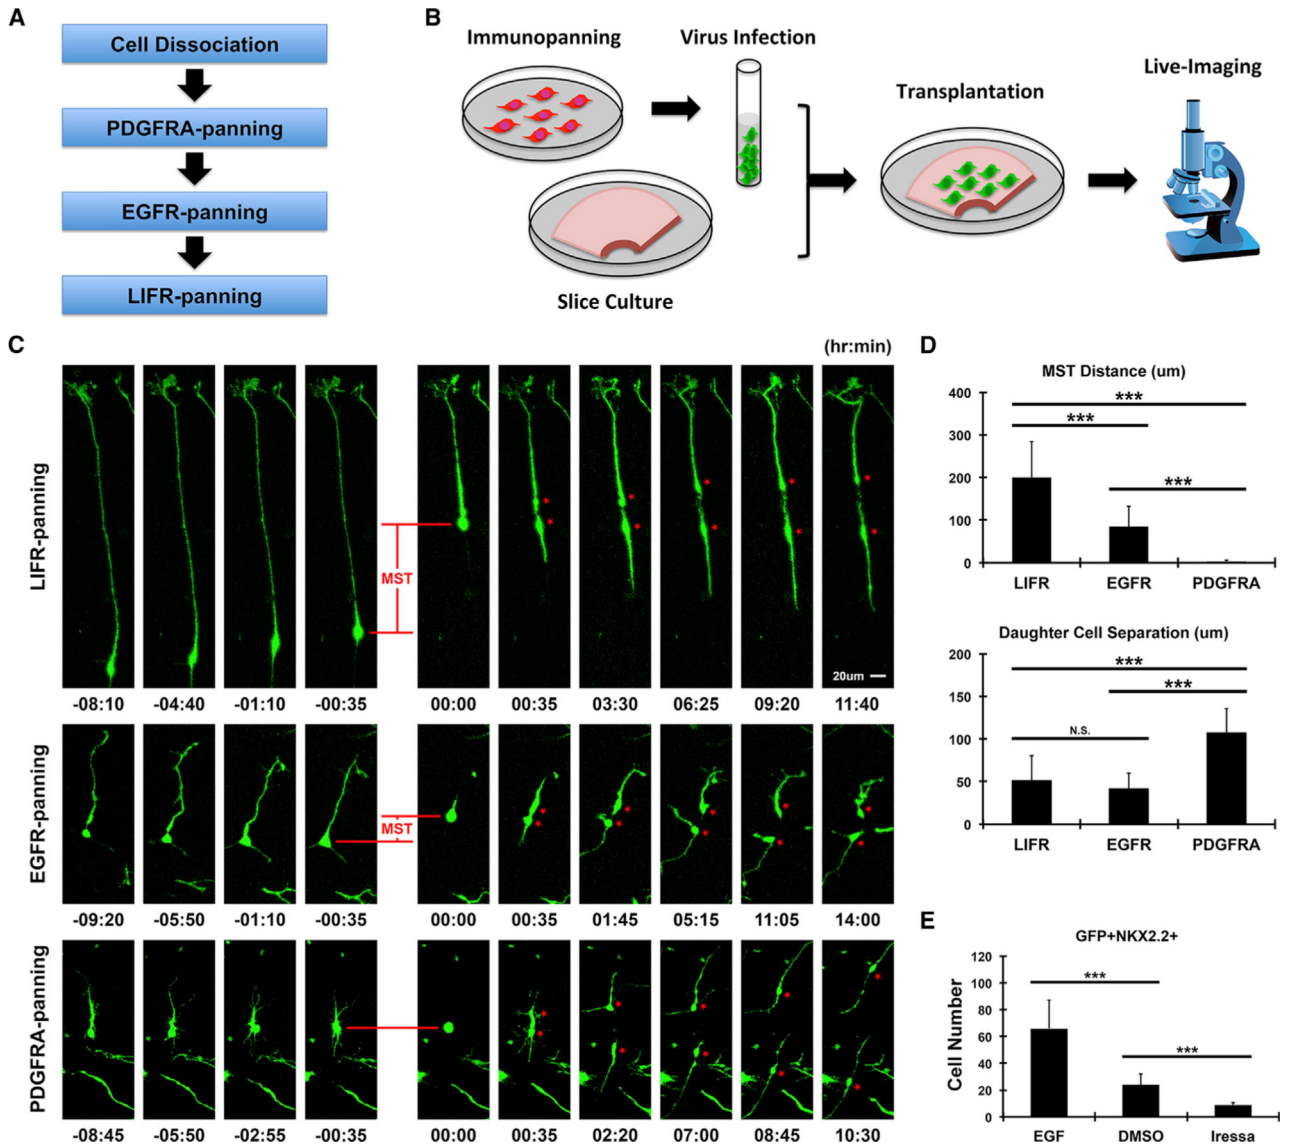 A
Cell Dissociation
PDGFRA-panning
EGFR-panning
LIFR-panning
B
Immunopanning
Virus Infection
Slice Culture
Transplantation
Live-Imaging
C
(hr:min)
LIFR-panning
MST
20um
-08:10 -04:40 -01:10 -00:35 00:00 00:35 03:30 06:25 09:20 11:40
EGFR-panning
MST
-09:20 -05:50 -01:10 -00:35 00:00 00:35 01:45 05:15 11:05 14:00
PDGFRA-panning
-08:45 -05:50 -02:55 -00:35 00:00 00:35 02:20 07:00 08:45 10:30
D
MST Distance (um)
400
300
200
100
0
***
***
***
LIFR EGFR PDGFRA
Daughter Cell Separation (um)
200
150
100
50
0
***
***
N.S.
LIFR EGFR PDGFRA
E
GFP+NKX2.2+
Cell Number
120
100
80
60
40
20
0
***
***
EGF DMSO Iressa